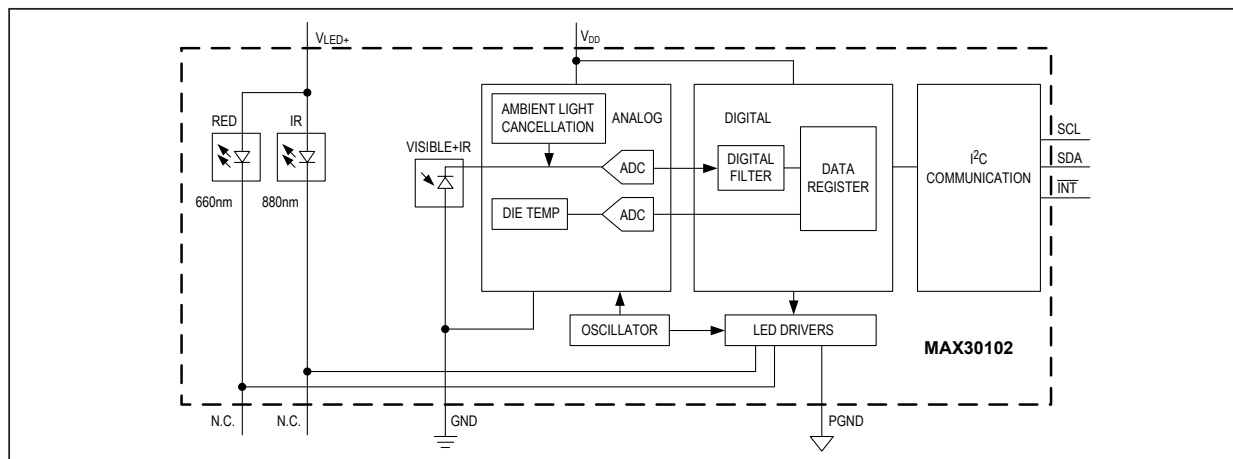 VLED+
VDD
RED
IR
660nm
880nm
VISIBLE+IR
AMBIENT LIGHT
CANCELLATION
ANALOG
ADC
DIE TEMP
ADC
DIGITAL
DIGITAL
FILTER
DATA
REGISTER
I²C
COMMUNICATION
SCL
SDA
INT
OSCILLATOR
LED DRIVERS
MAX30102
N.C.
N.C.
GND
PGND